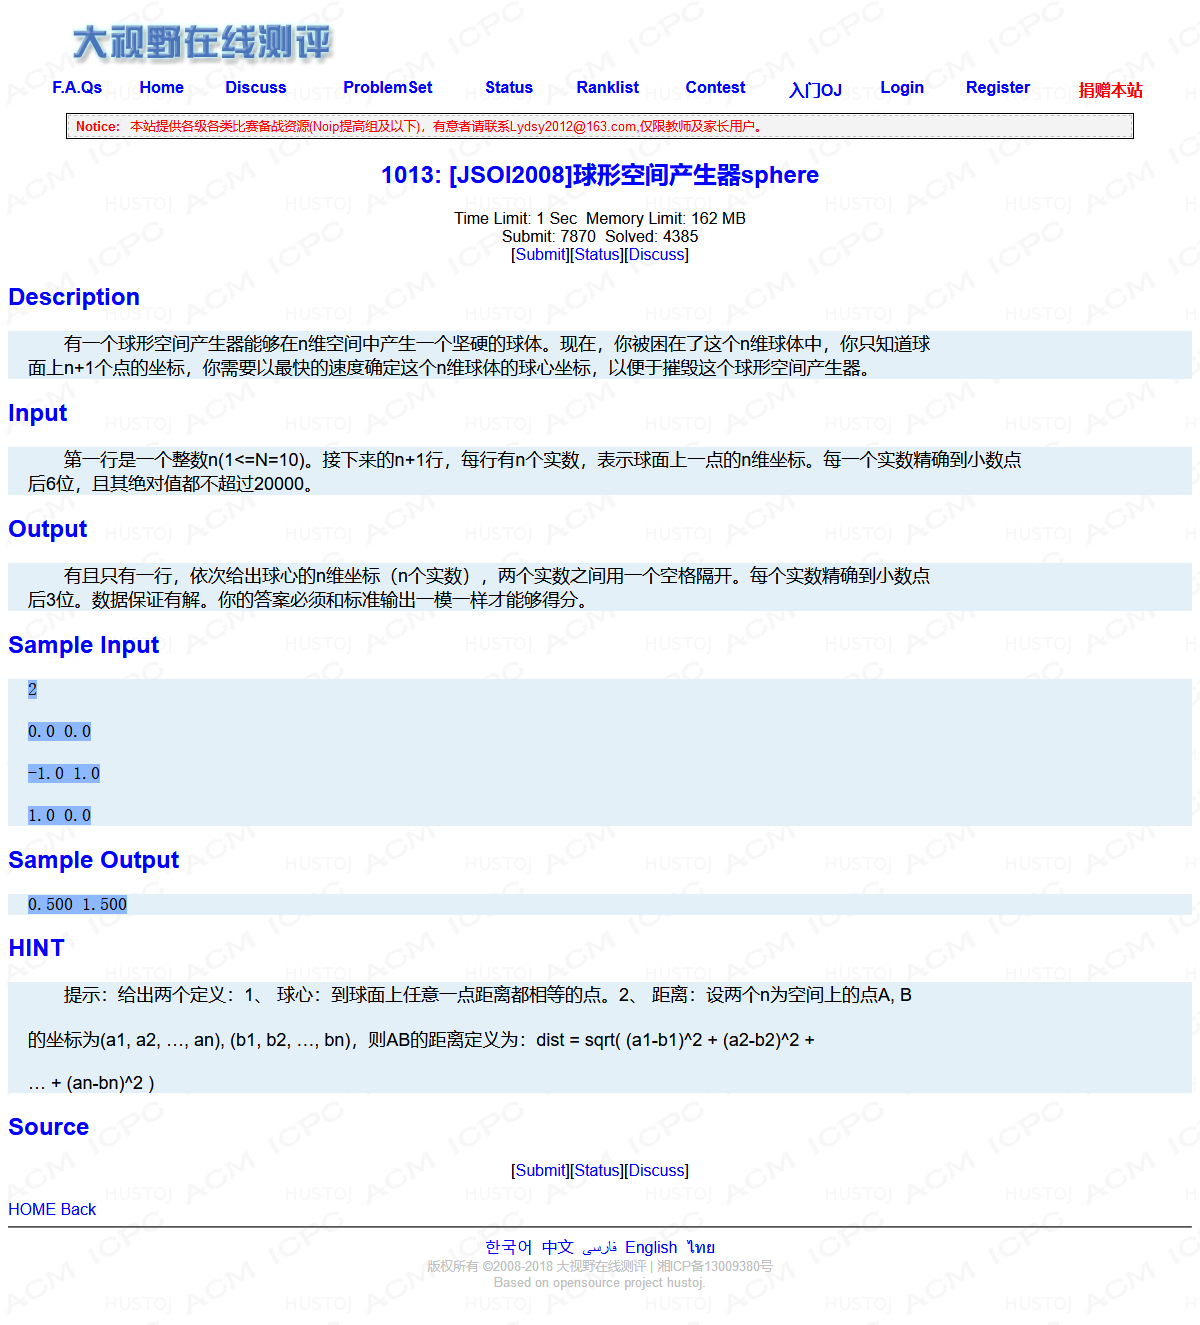 大视野在线测评
F.A.Qs Home Discuss ProblemSet Status Ranklist Contest 入门OJ Login Register 捐赠本站
Notice: 本站提供各级各类比赛备战资源(Noip提高组及以下)，有意者请联系Lydsy2012@163.com,仅限教师及家长用户。
1013: [JSOI2008]球形空间产生器sphere
Time Limit: 1 Sec  Memory Limit: 162 MB
Submit: 7870  Solved: 4385
[Submit][Status][Discuss]
Description
有一个球形空间产生器能够在n维空间中产生一个坚硬的球体。现在，你被困在了这个n维球体中，你只知道球
面上n+1个点的坐标，你需要以最快的速度确定这个n维球体的球心坐标，以便于摧毁这个球形空间产生器。
Input
第一行是一个整数n(1<=N=10)。接下来的n+1行，每行有n个实数，表示球面上一点的n维坐标。每一个实数精确到小数点
后6位，且其绝对值都不超过20000。
Output
有且只有一行，依次给出球心的n维坐标（n个实数），两个实数之间用一个空格隔开。每个实数精确到小数点
后3位。数据保证有解。你的答案必须和标准输出一模一样才能够得分。
Sample Input
2
0.0 0.0
-1.0 1.0
1.0 0.0
Sample Output
0.500 1.500
HINT
提示：给出两个定义：1、 球心：到球面上任意一点距离都相等的点。2、 距离：设两个n为空间上的点A, B
的坐标为(a1, a2, …, an), (b1, b2, …, bn)，则AB的距离定义为：dist = sqrt( (a1-b1)^2 + (a2-b2)^2 +
… + (an-bn)^2 )
Source
[Submit][Status][Discuss]
HOME Back
한국어 中文 فارسی English ไทย
版权所有 ©2008-2018 大视野在线测评 | 湘ICP备13009380号
Based on opensource project hustoj.